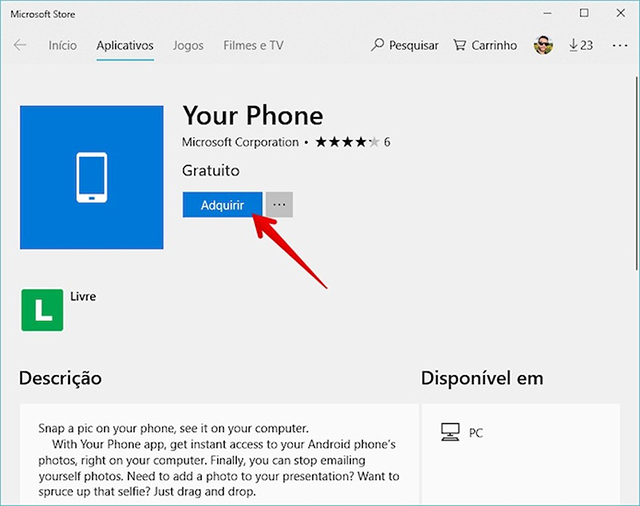 Microsoft Store
Início Aplicativos Jogos Filmes e TV Pesquisar Carrinho 23 ...
Your Phone
Microsoft Corporation • ★★★★★ 6
Gratuito
Adquirir ...
L Livre
Descrição
Snap a pic on your phone, see it on your computer.
With Your Phone app, get instant access to your Android phone's
photos, right on your computer. Finally, you can stop emailing
yourself photos. Need to add a photo to your presentation? Want to
spruce up that selfie? Just drag and drop.
Disponível em
PC